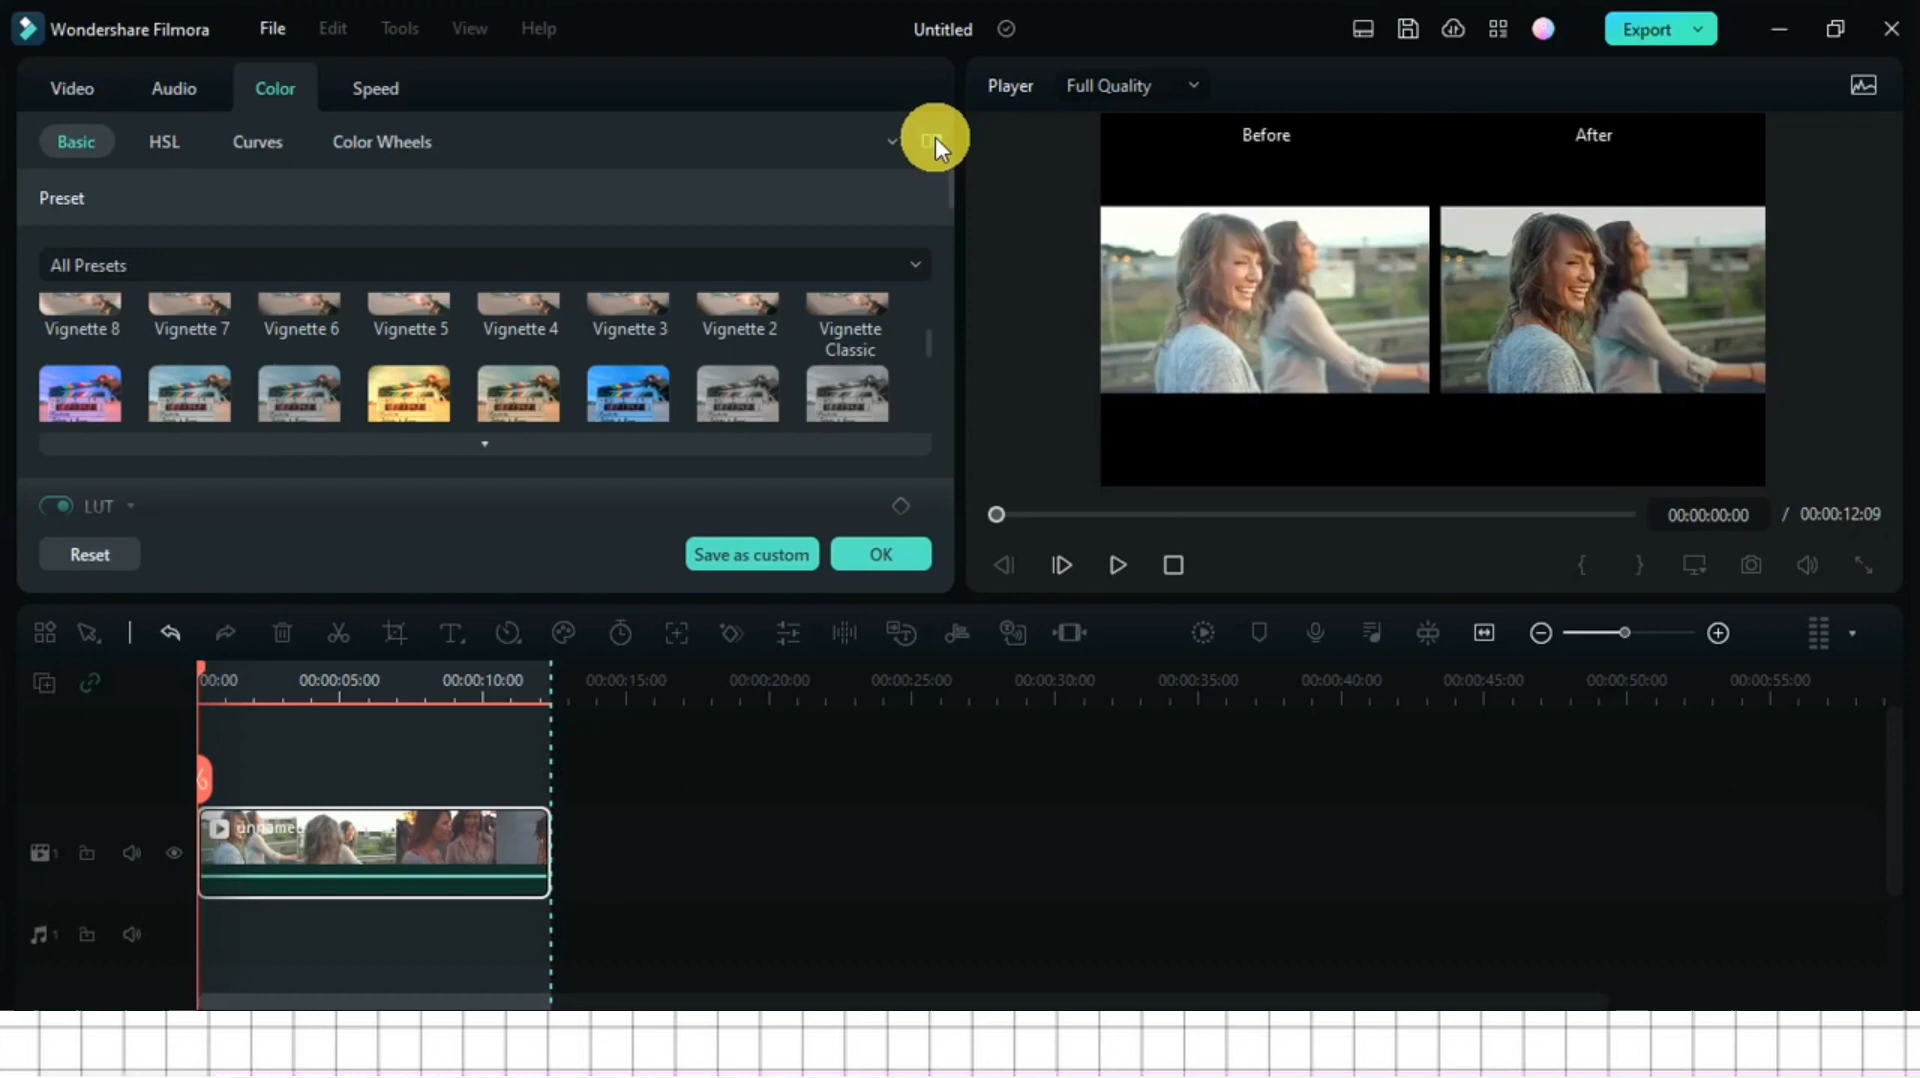 Wondershare Filmora File Edit Tools View Help Untitled Export
Video Audio Color Speed
Player Full Quality
Basic HSL Curves Color Wheels
Before After
Preset
All Presets
Vignette 8 Vignette 7 Vignette 6 Vignette 5 Vignette 4 Vignette 3 Vignette 2 Vignette
Classic
LUT
00:00:00:00 / 00:00:12:09
Reset Save as custom OK
00:00 00:00:05:00 00:00:10:00 00:00:15:00 00:00:20:00 00:00:25:00 00:00:30:00 00:00:35:00 00:00:40:00 00:00:45:00 00:00:50:00 00:00:55:00
unnamed
1
1